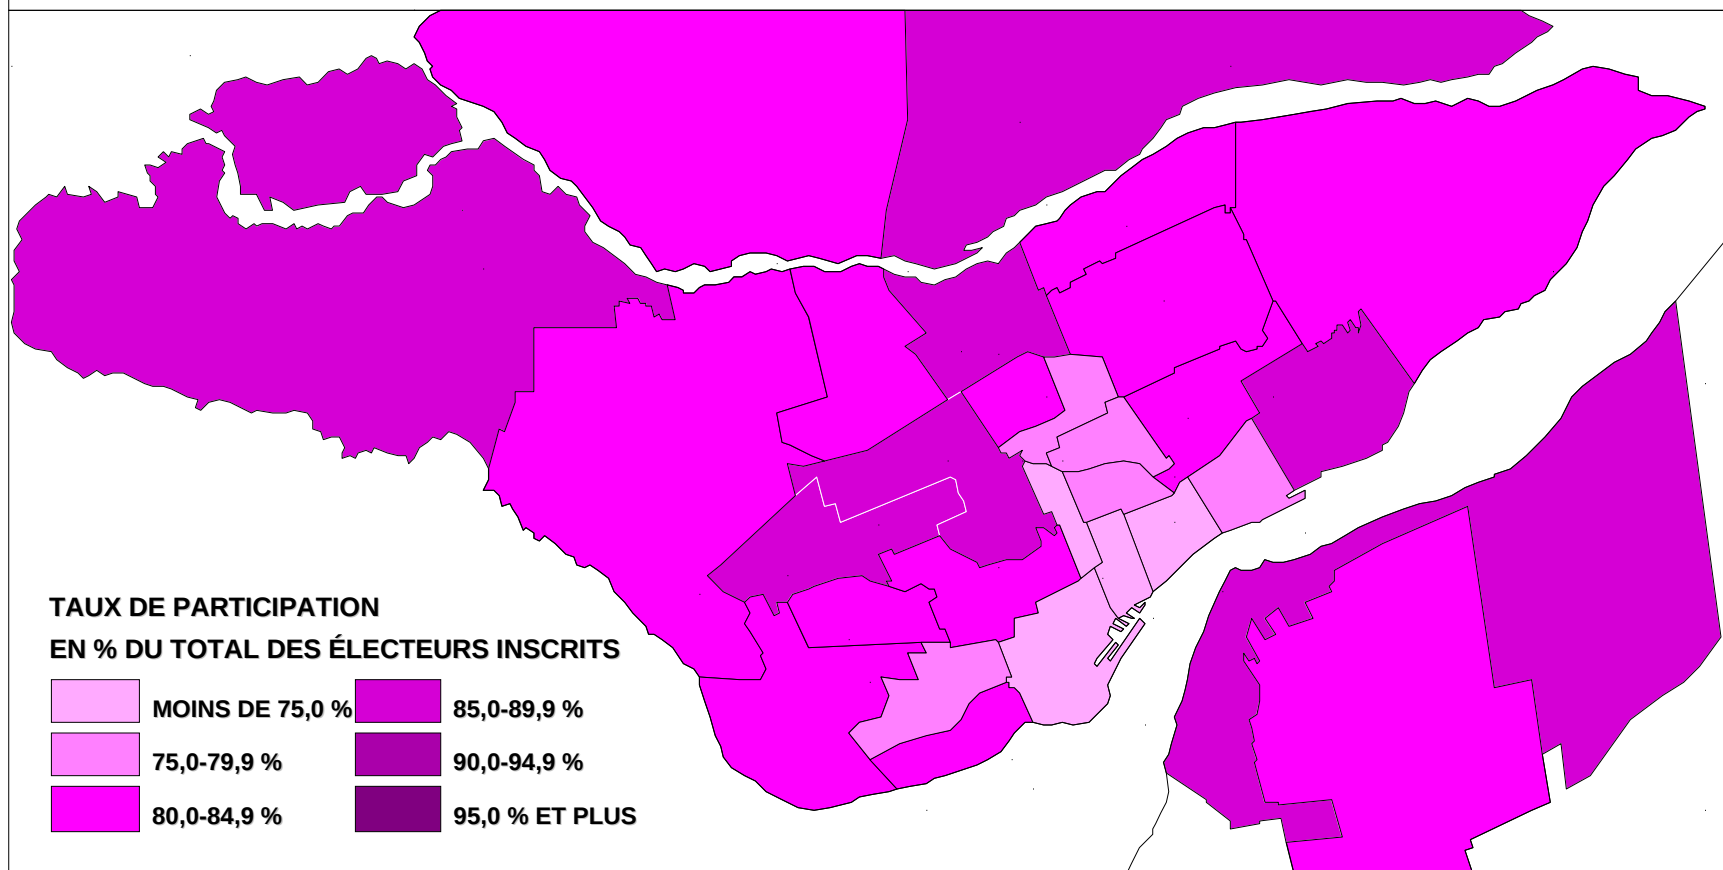 TAUX DE PARTICIPATION
EN % DU TOTAL DES ÉLECTEURS INSCRITS
MOINS DE 75,0 %
75,0-79,9 %
80,0-84,9 %
85,0-89,9 %
90,0-94,9 %
95,0 % ET PLUS